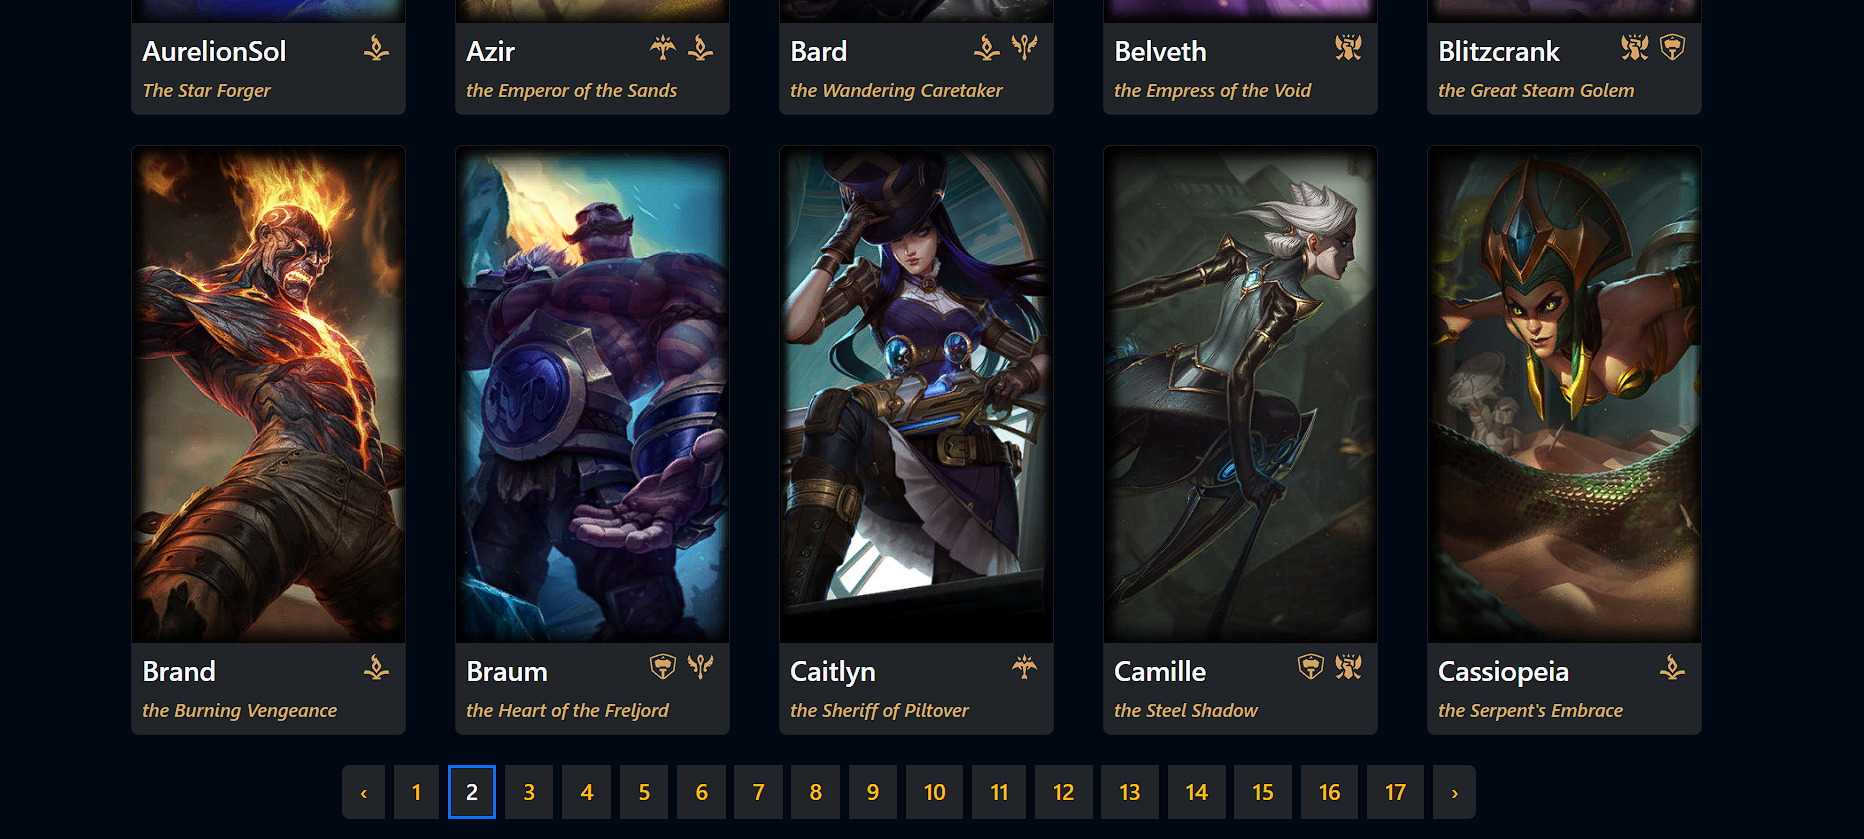 AurelionSol
The Star Forger
Azir
the Emperor of the Sands
Bard
the Wandering Caretaker
Belveth
the Empress of the Void
Blitzcrank
the Great Steam Golem
Brand
the Burning Vengeance
Braum
the Heart of the Freljord
Caitlyn
the Sheriff of Piltover
Camille
the Steel Shadow
Cassiopeia
the Serpent's Embrace
‹ 1 2 3 4 5 6 7 8 9 10 11 12 13 14 15 16 17 ›